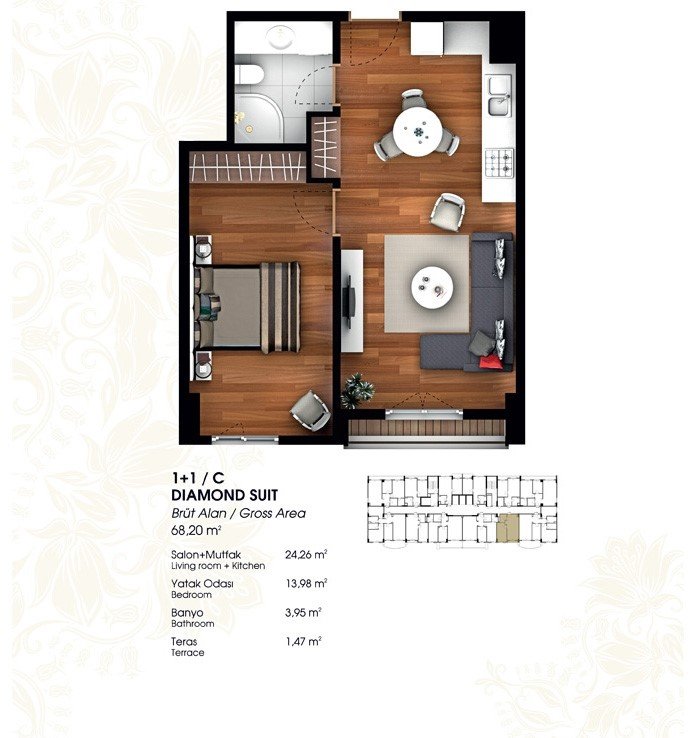 1+1 / C
DIAMOND SUIT
Brüt Alan / Gross Area
68,20 m²
Salon+Mutfak 24,26 m²
Living room + Kitchen
Yatak Odası 13,98 m²
Bedroom
Banyo 3,95 m²
Bathroom
Teras 1,47 m²
Terrace